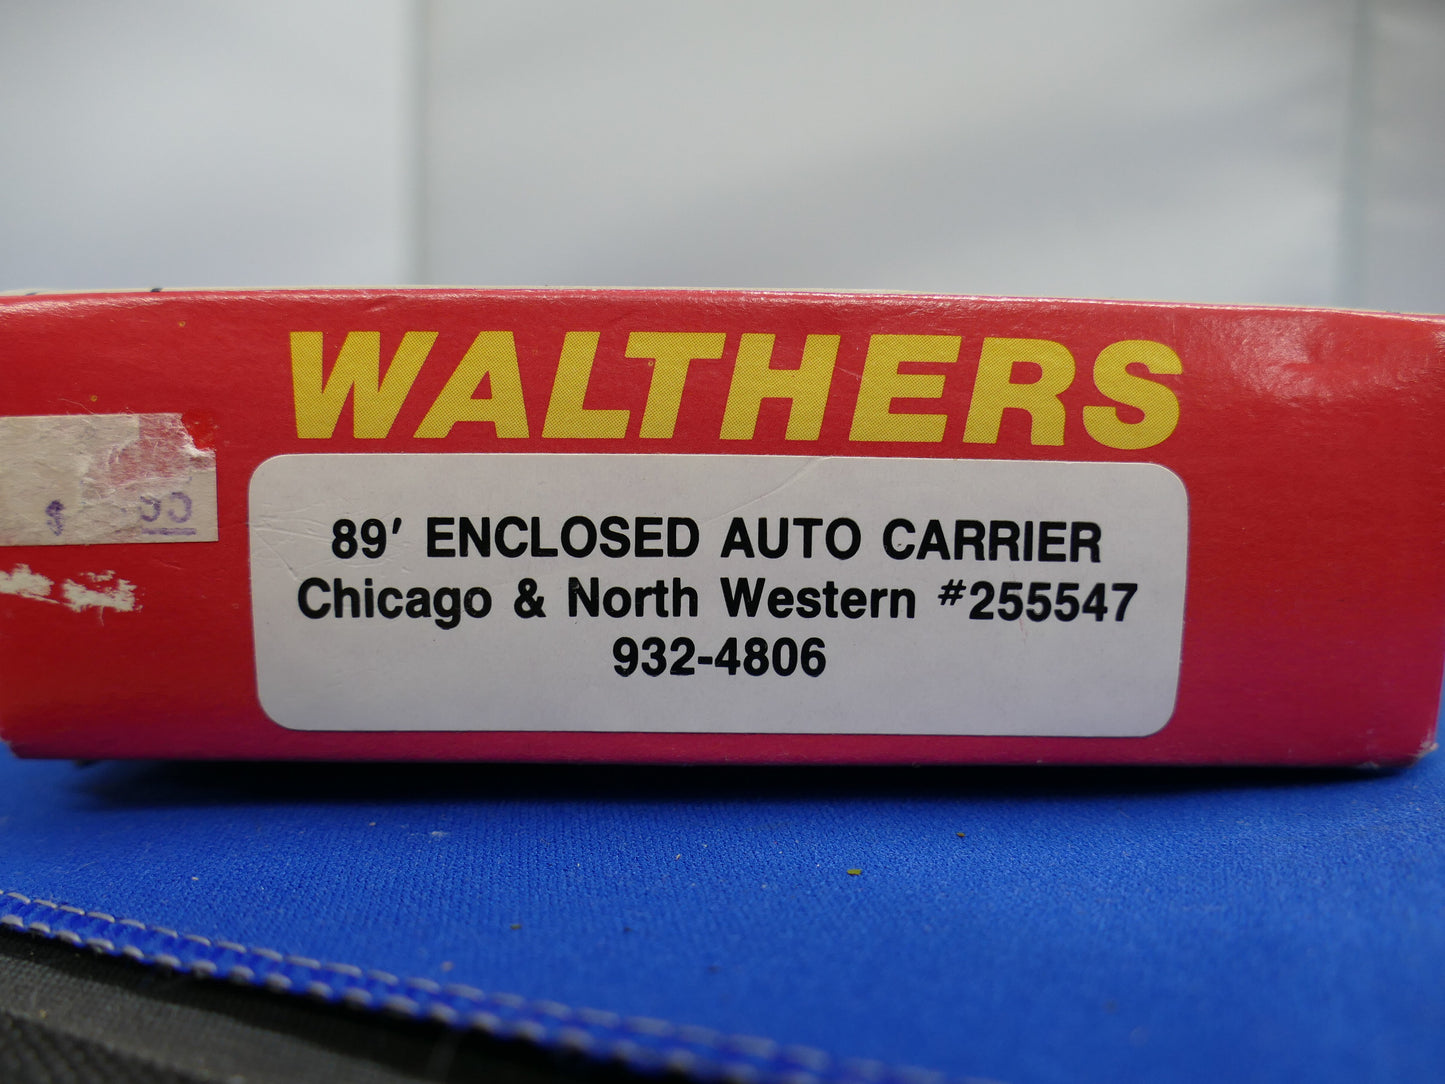 WALTHERS
89' ENCLOSED AUTO CARRIER
Chicago & North Western #255547
932-4806